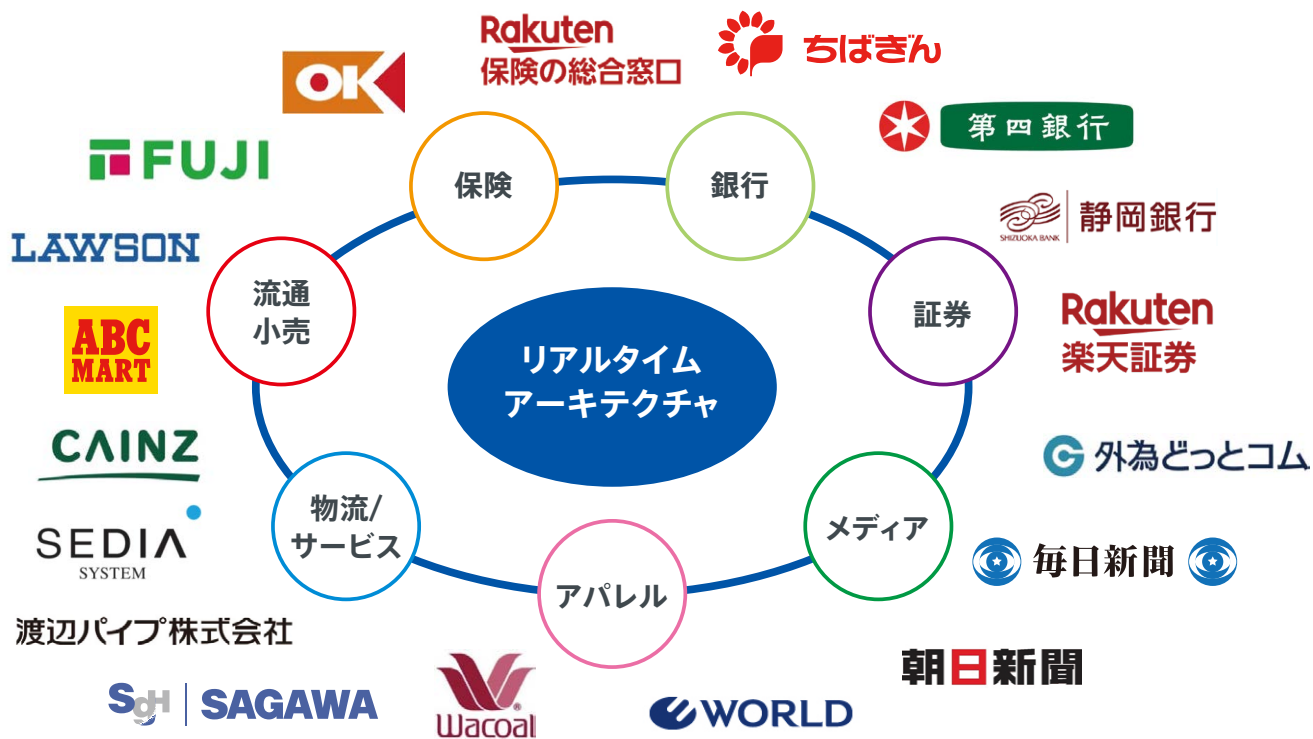 Rakuten
保険の総合窓口
ちばぎん
OK
第四銀行
FUJI
保険
銀行
静岡銀行
SHIZUOKA BANK
LAWSON
流通
小売
証券
Rakuten
楽天証券
ABC
MART
リアルタイム
アーキテクチャ
CAINZ
外為どっとコム
物流/
サービス
メディア
SEDIA
SYSTEM
毎日新聞
アパレル
渡辺パイプ株式会社
朝日新聞
SGH
SAGAWA
Wacoal
WORLD